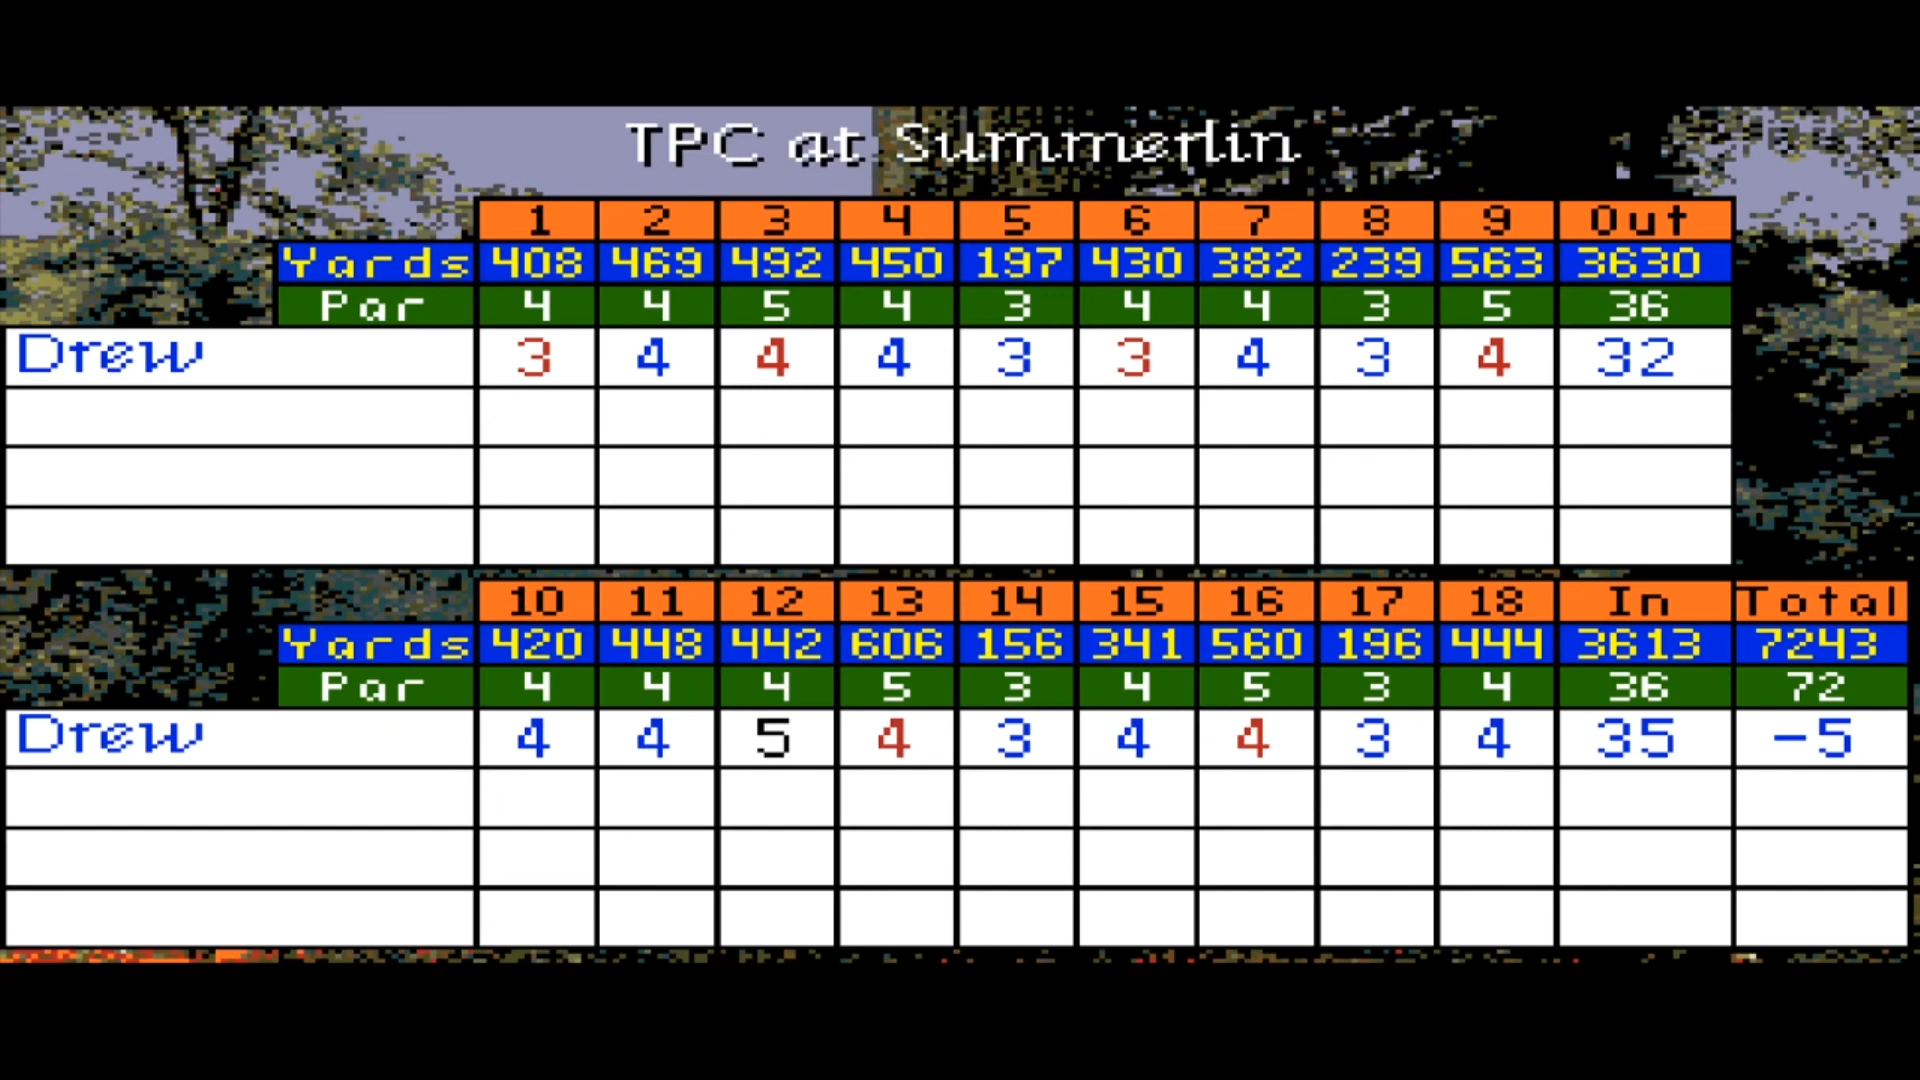 TPC at Summerlin
1 2 3 4 5 6 7 8 9 Out
Yards 408 469 492 450 197 430 382 239 563 3630
Par 4 4 5 4 3 4 4 3 5 36
Drew 3 4 4 4 3 3 4 3 4 32
10 11 12 13 14 15 16 17 18 In Total
Yards 420 448 442 606 156 341 560 196 444 3613 7243
Par 4 4 4 5 3 4 5 3 4 36 72
Drew 4 4 5 4 3 4 4 3 4 35 -5